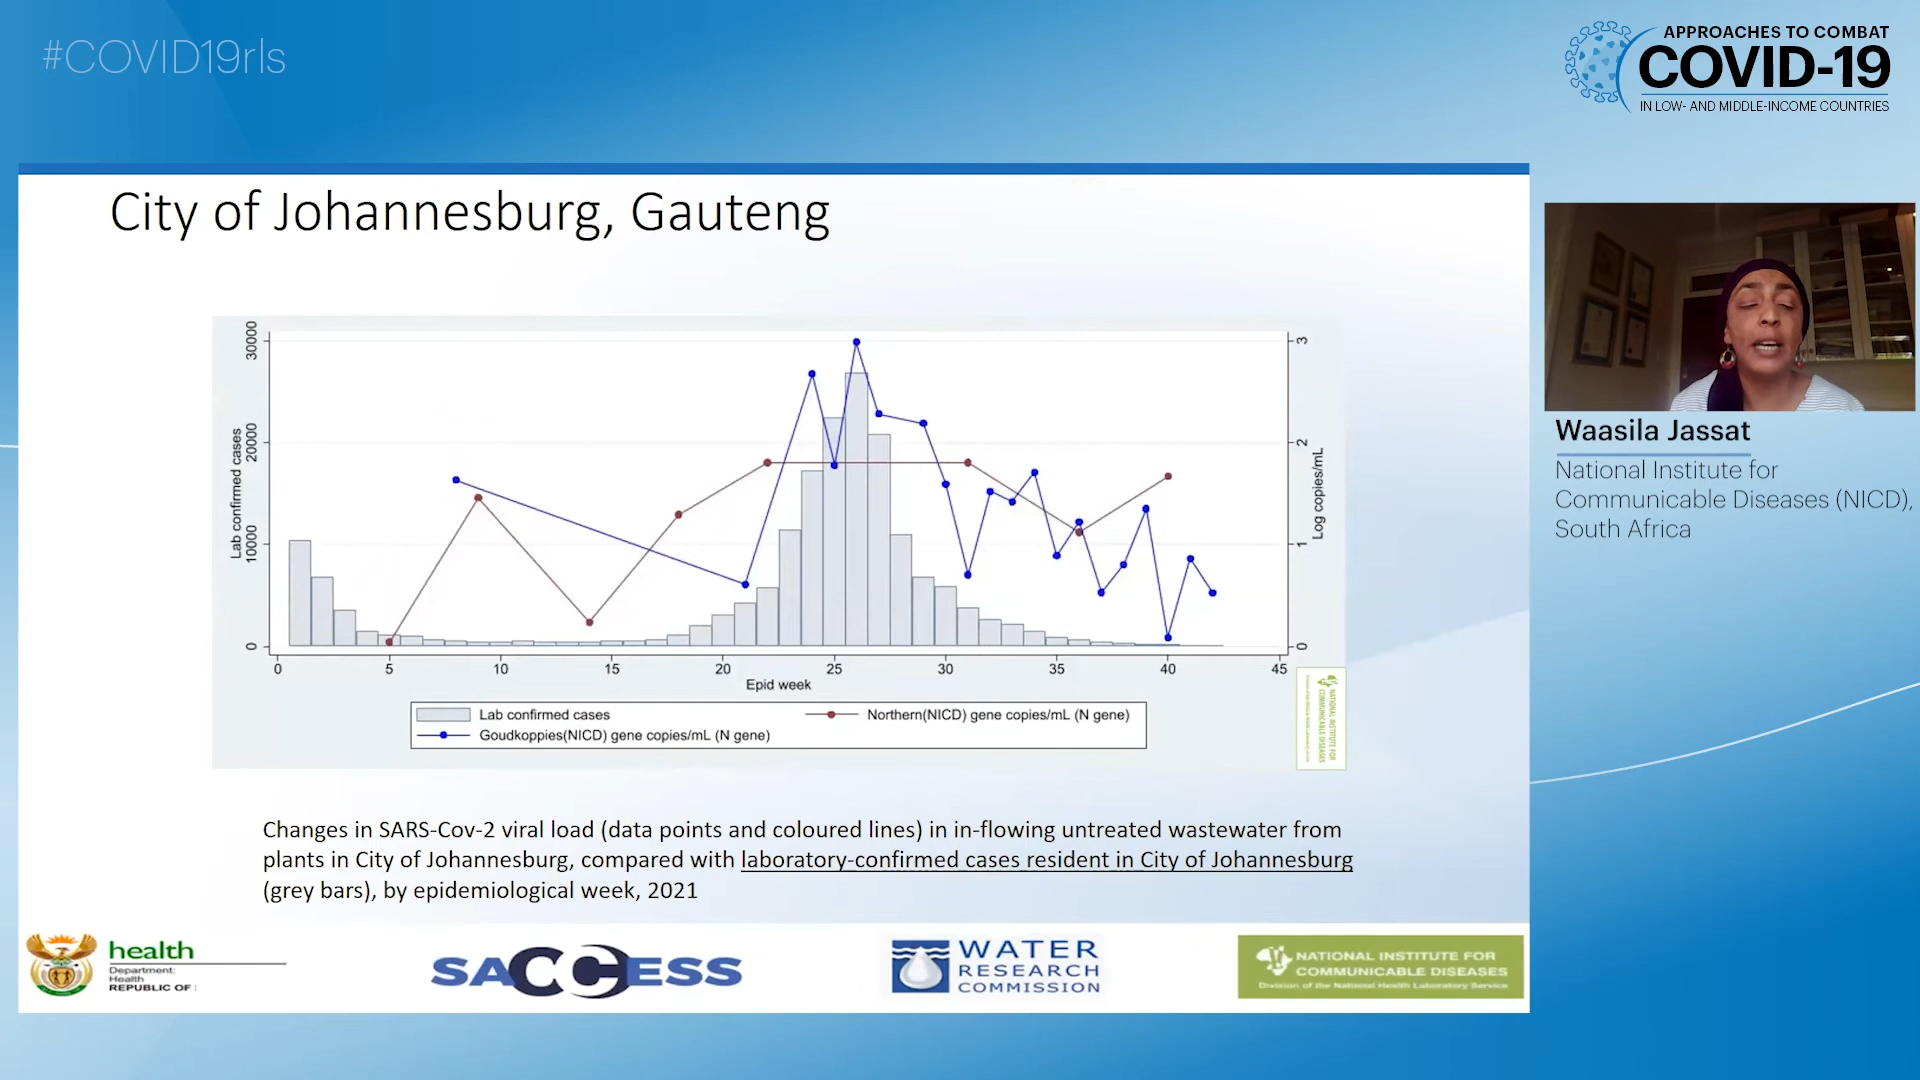 #COVID19rls
APPROACHES TO COMBAT
COVID-19
IN LOW- AND MIDDLE-INCOME COUNTRIES
City of Johannesburg, Gauteng
30000
20000
10000
0
Lab confirmed cases
3
2
1
0
Log copies/mL
0 5 10 15 20 25 30 35 40 45
Epid week
Lab confirmed cases
Northern(NICD) gene copies/mL (N gene)
Goudkoppies(NICD) gene copies/mL (N gene)
NATIONAL INSTITUTE FOR
COMMUNICABLE DISEASES
Changes in SARS-Cov-2 viral load (data points and coloured lines) in in-flowing untreated wastewater from
plants in City of Johannesburg, compared with laboratory-confirmed cases resident in City of Johannesburg
(grey bars), by epidemiological week, 2021
health
Department:
Health
REPUBLIC OF
SACCESS
WATER
RESEARCH
COMMISSION
NATIONAL INSTITUTE FOR
COMMUNICABLE DISEASES
Division of the National Health Laboratory Service
Waasila Jassat
National Institute for
Communicable Diseases (NICD),
South Africa